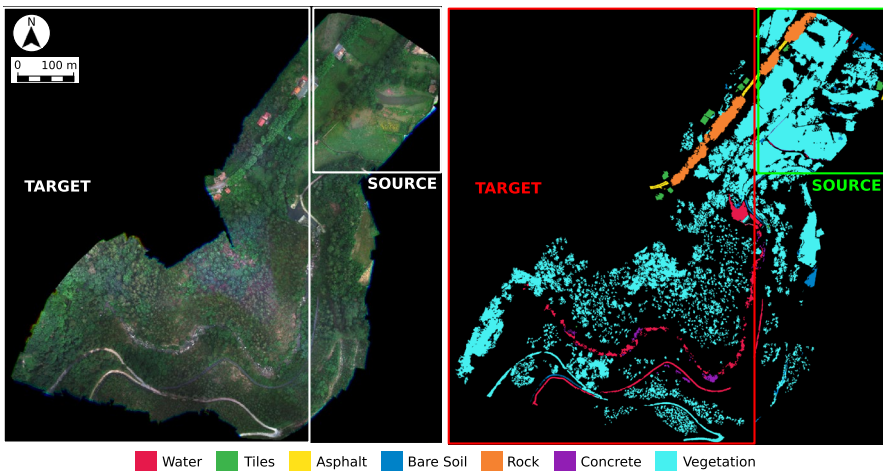 N
0 100 m
TARGET
SOURCE
TARGET
SOURCE
Water Tiles Asphalt Bare Soil Rock Concrete Vegetation